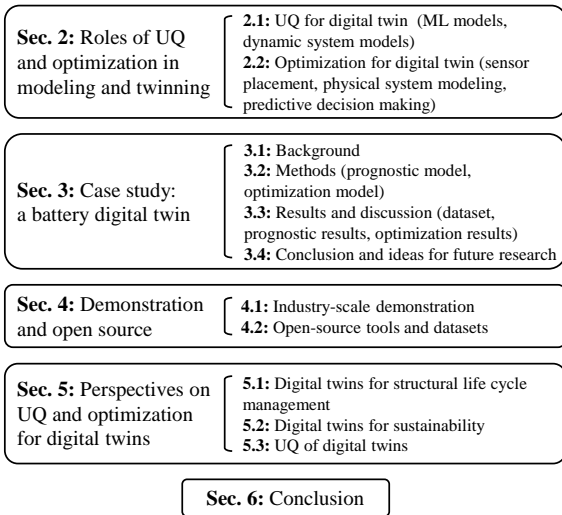 Sec. 2: Roles of UQ
and optimization in
modeling and twinning
2.1: UQ for digital twin (ML models,
dynamic system models)
2.2: Optimization for digital twin (sensor
placement, physical system modeling,
predictive decision making)
Sec. 3: Case study:
a battery digital twin
3.1: Background
3.2: Methods (prognostic model,
optimization model)
3.3: Results and discussion (dataset,
prognostic results, optimization results)
3.4: Conclusion and ideas for future research
Sec. 4: Demonstration
and open source
4.1: Industry-scale demonstration
4.2: Open-source tools and datasets
Sec. 5: Perspectives on
UQ and optimization
for digital twins
5.1: Digital twins for structural life cycle
management
5.2: Digital twins for sustainability
5.3: UQ of digital twins
Sec. 6: Conclusion